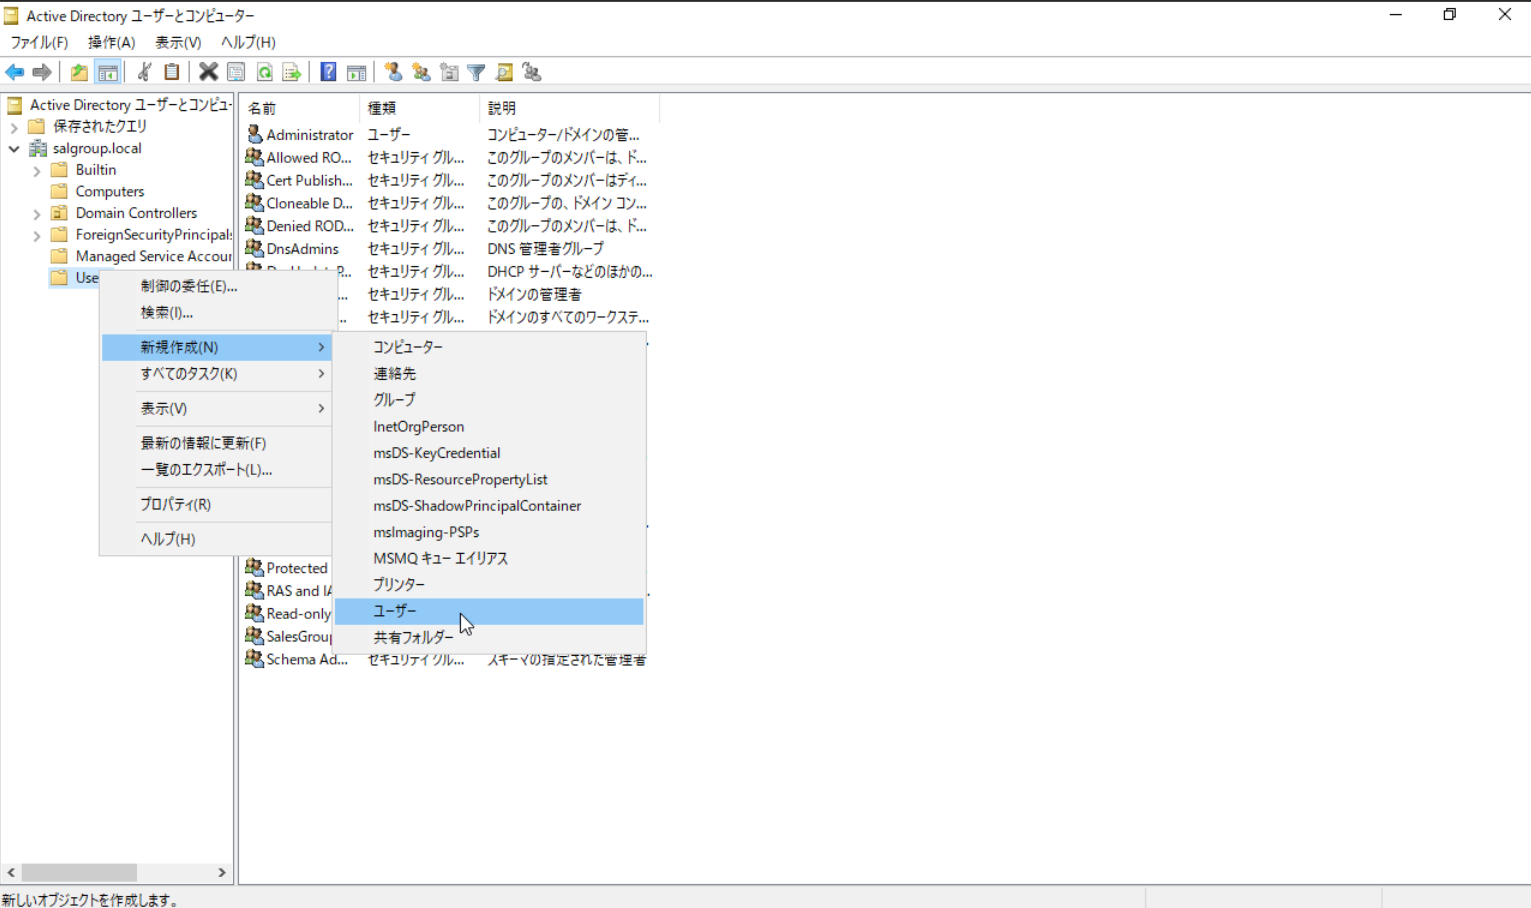 Active Directory ユーザーとコンピューター
ファイル(F) 操作(A) 表示(V) ヘルプ(H)
Active Directory ユーザーとコンピュ-
保存されたクエリ
salgroup.local
Builtin
Computers
Domain Controllers
ForeignSecurityPrincipal
Managed Service Accour
Use
制御の委任(E)...
検索(I)...
新規作成(N)
すべてのタスク(K)
表示(V)
最新の情報に更新(F)
一覧のエクスポート(L)...
プロパティ(R)
ヘルプ(H)
コンピューター
連絡先
グループ
InetOrgPerson
msDS-KeyCredential
msDS-ResourcePropertyList
msDS-ShadowPrincipalContainer
msImaging-PSPs
MSMQ キュー エイリアス
プリンター
ユーザー
共有フォルダー
名前 種類 説明
Administrator ユーザー コンピューター/ドメインの管...
Allowed RO... セキュリティ グル... このグループのメンバーは、ド...
Cert Publish... セキュリティ グル... このグループのメンバーはディ...
Cloneable D... セキュリティ グル... このグループの、ドメイン コン...
Denied ROD... セキュリティ グル... このグループのメンバーは、ド...
DnsAdmins セキュリティ グル... DNS 管理者グループ
セキュリティ グル... DHCP サーバーなどのほかの...
... セキュリティ グル... ドメインの管理者
... セキュリティ グル... ドメインのすべてのワークステ...
Protected
RAS and IA
Read-only
SalesGroup
Schema Ad... セキュリティ グル... スキーマの指定された管理者
新しいオブジェクトを作成します。